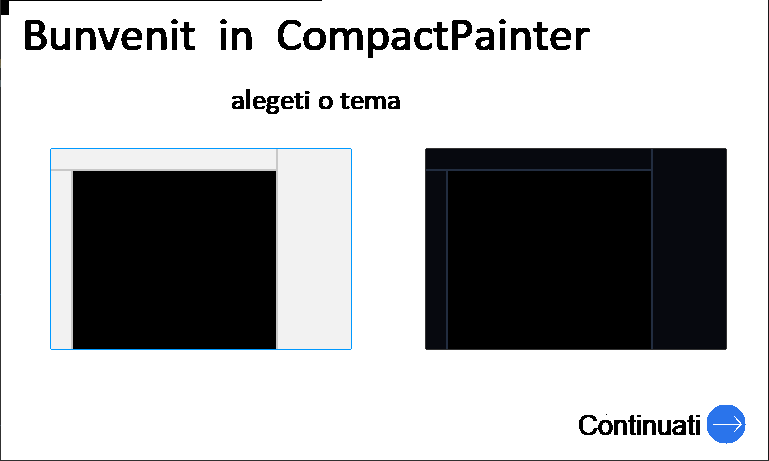 Bunvenit in CompactPainter
alegeti o tema
Continuati